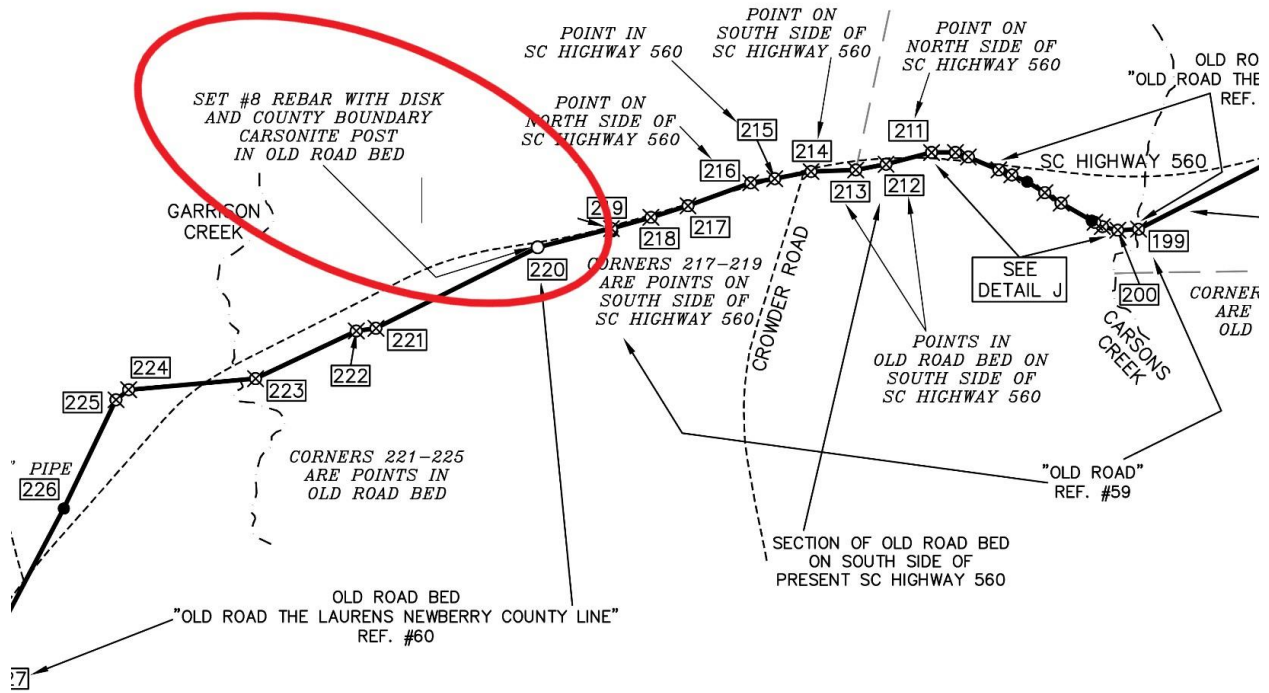 POINT IN
SC HIGHWAY 560
POINT ON
SOUTH SIDE OF
SC HIGHWAY 560
POINT ON
NORTH SIDE OF
SC HIGHWAY 560
OLD RO
"OLD ROAD THE
REF.
SET #8 REBAR WITH DISK
AND COUNTY BOUNDARY
CARSONITE POST
IN OLD ROAD BED
POINT ON
NORTH SIDE OF
SC HIGHWAY 560
215
211
214
216
213
212
SC HIGHWAY 560
GARRISON
CREEK
219
218
217
220
199
CORNERS 217-219
ARE POINTS ON
SOUTH SIDE OF
SC HIGHWAY 560
CROWDER ROAD
SEE
DETAIL J
200
CORNER
ARE
OLD
CARSONS
CREEK
221
222
POINTS IN
OLD ROAD BED ON
SOUTH SIDE OF
SC HIGHWAY 560
224
223
225
CORNERS 221-225
ARE POINTS IN
OLD ROAD BED
" PIPE
226
"OLD ROAD"
REF. #59
SECTION OF OLD ROAD BED
ON SOUTH SIDE OF
PRESENT SC HIGHWAY 560
OLD ROAD BED
"OLD ROAD THE LAURENS NEWBERRY COUNTY LINE"
REF. #60
27